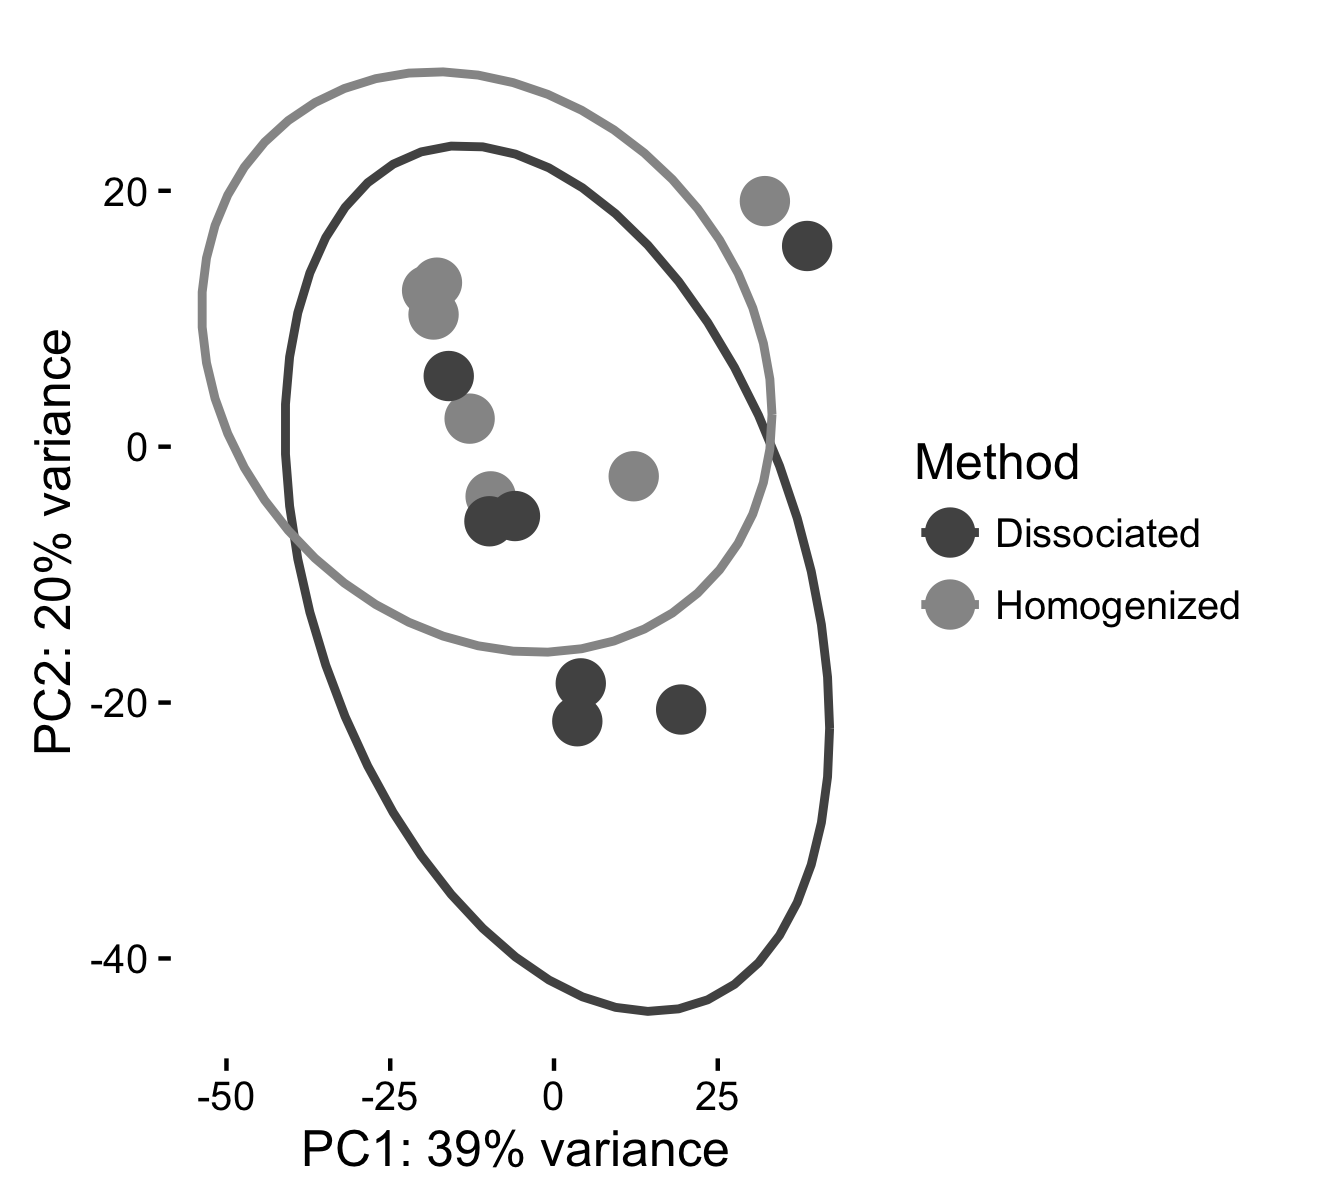 PC2: 20% variance
20
0
-20
-40
-50 -25 0 25
PC1: 39% variance
Method
Dissociated
Homogenized